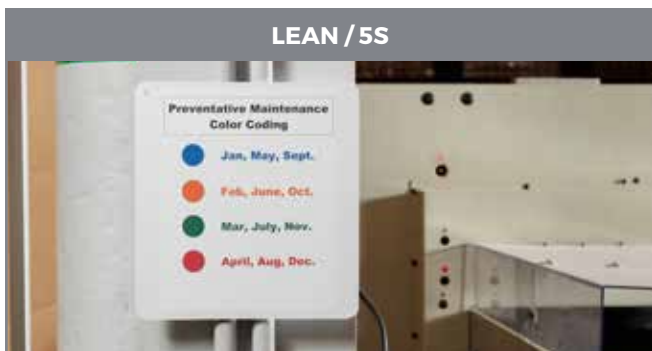 LEAN / 5S
Preventative Maintenance
Color Coding
Jan, May, Sept.
Feb, June, Oct.
Mar, July, Nov.
April, Aug, Dec.